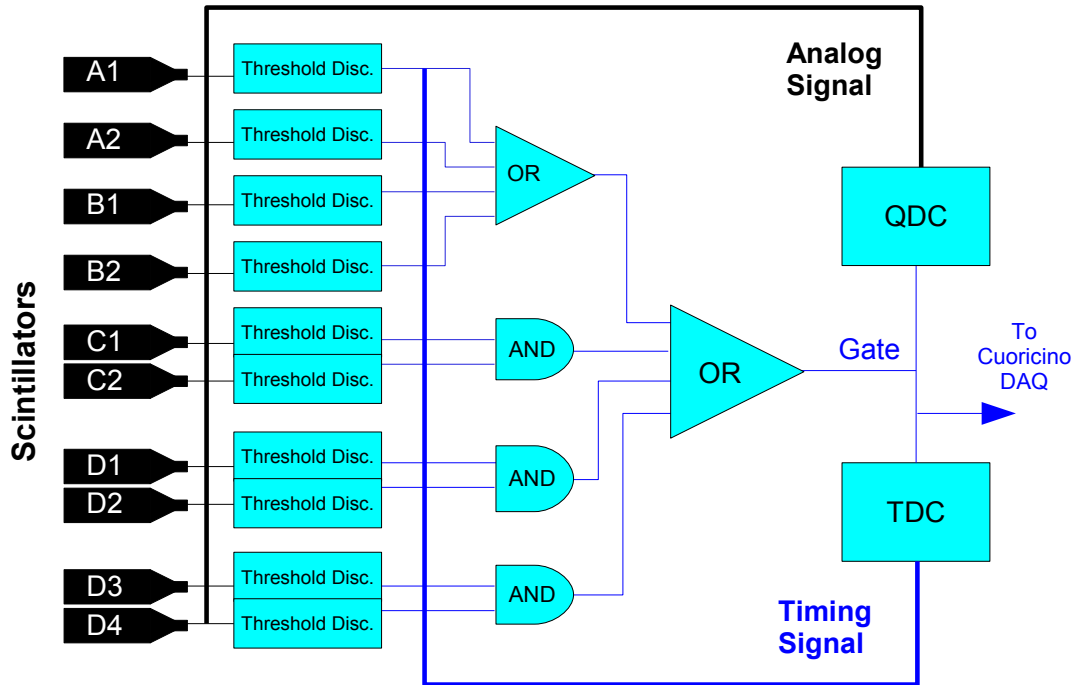 Scintillators
A1
A2
B1
B2
C1
C2
D1
D2
D3
D4
Threshold Disc.
Threshold Disc.
Threshold Disc.
Threshold Disc.
Threshold Disc.
Threshold Disc.
Threshold Disc.
Threshold Disc.
Threshold Disc.
Threshold Disc.
OR
AND
AND
AND
OR
Analog
Signal
QDC
Gate
To
Cuoricino
DAQ
TDC
Timing
Signal